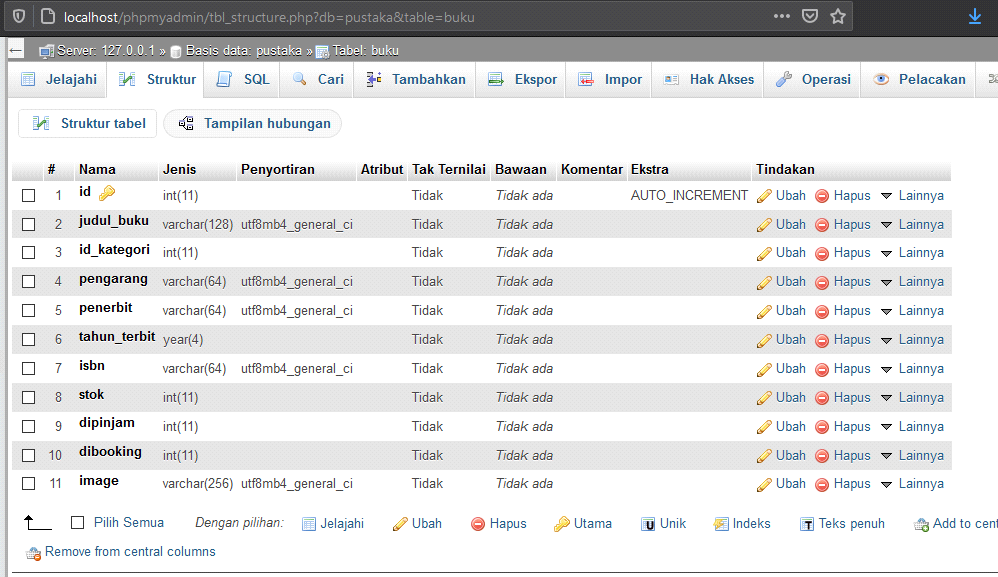 localhost/phpmyadmin/tbl_structure.php?db=pustaka&table=buku
Server: 127.0.0.1 » Basis data: pustaka » Tabel: buku
Jelajahi Struktur SQL Cari Tambahkan Ekspor Impor Hak Akses Operasi Pelacakan
Struktur tabel Tampilan hubungan
# Nama Jenis Penyortiran Atribut Tak Ternilai Bawaan Komentar Ekstra Tindakan
1 id int(11) Tidak Tidak ada AUTO_INCREMENT Ubah Hapus Lainnya
2 judul_buku varchar(128) utf8mb4_general_ci Tidak Tidak ada Ubah Hapus Lainnya
3 id_kategori int(11) Tidak Tidak ada Ubah Hapus Lainnya
4 pengarang varchar(64) utf8mb4_general_ci Tidak Tidak ada Ubah Hapus Lainnya
5 penerbit varchar(64) utf8mb4_general_ci Tidak Tidak ada Ubah Hapus Lainnya
6 tahun_terbit year(4) Tidak Tidak ada Ubah Hapus Lainnya
7 isbn varchar(64) utf8mb4_general_ci Tidak Tidak ada Ubah Hapus Lainnya
8 stok int(11) Tidak Tidak ada Ubah Hapus Lainnya
9 dipinjam int(11) Tidak Tidak ada Ubah Hapus Lainnya
10 dibooking int(11) Tidak Tidak ada Ubah Hapus Lainnya
11 image varchar(256) utf8mb4_general_ci Tidak Tidak ada Ubah Hapus Lainnya
Pilih Semua Dengan pilihan: Jelajahi Ubah Hapus Utama Unik Indeks Teks penuh Add to cent
Remove from central columns